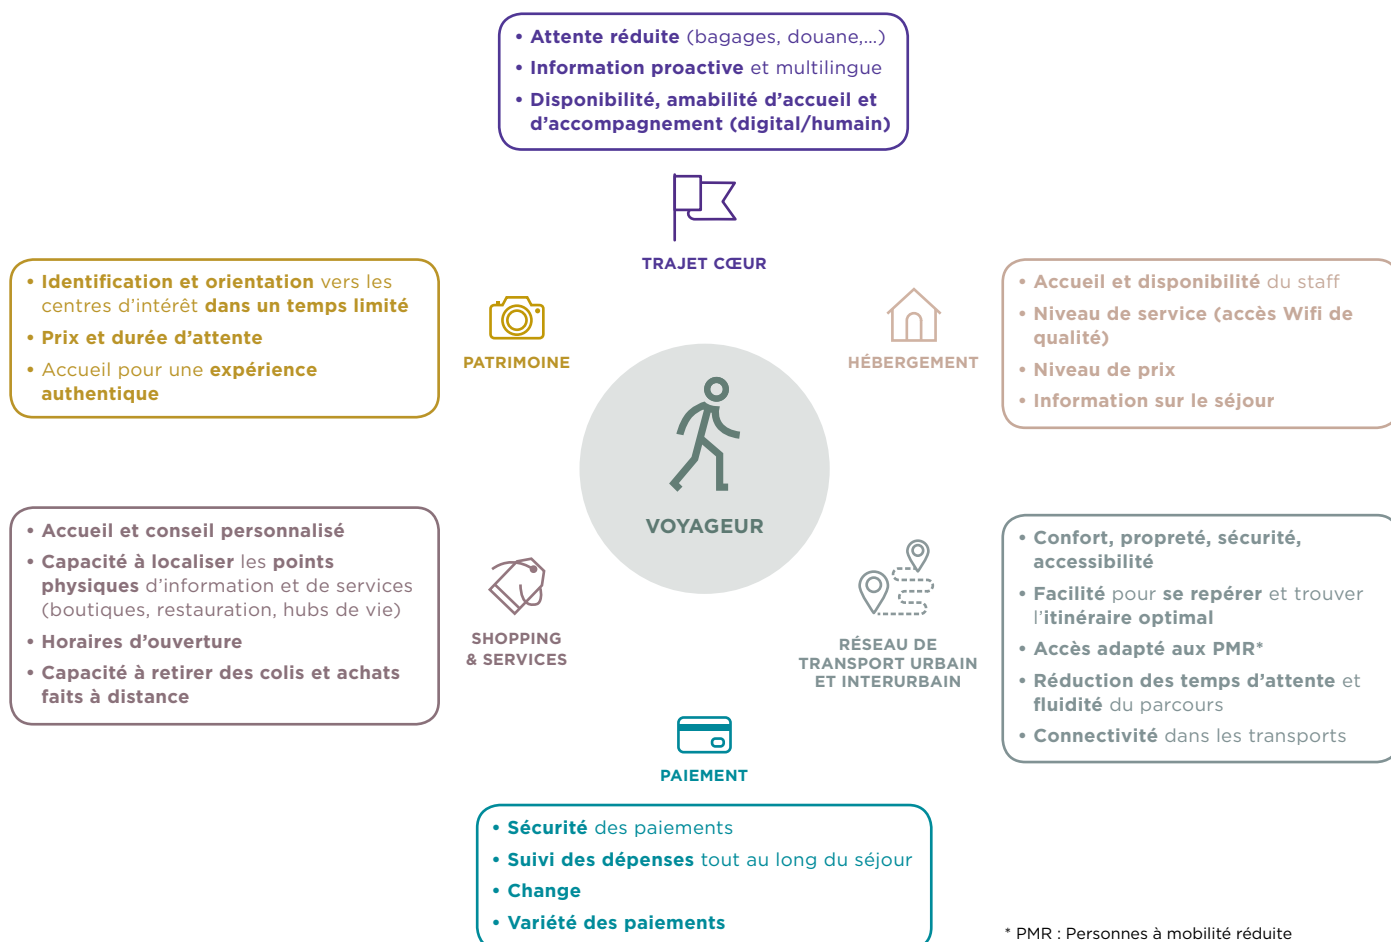 • Attente réduite (bagages, douane,...)
• Information proactive et multilingue
• Disponibilité, amabilité d’accueil et
d’accompagnement (digital/humain)
TRAJET CŒUR
• Identification et orientation vers les
centres d’intérêt dans un temps limité
• Prix et durée d’attente
• Accueil pour une expérience
authentique
PATRIMOINE
HÉBERGEMENT
• Accueil et disponibilité du staff
• Niveau de service (accès Wifi de
qualité)
• Niveau de prix
• Information sur le séjour
VOYAGEUR
• Accueil et conseil personnalisé
• Capacité à localiser les points
physiques d’information et de services
(boutiques, restauration, hubs de vie)
• Horaires d’ouverture
• Capacité à retirer des colis et achats
faits à distance
SHOPPING
& SERVICES
RÉSEAU DE
TRANSPORT URBAIN
ET INTERURBAIN
• Confort, propreté, sécurité,
accessibilité
• Facilité pour se repérer et trouver
l’itinéraire optimal
• Accès adapté aux PMR*
• Réduction des temps d’attente et
fluidité du parcours
• Connectivité dans les transports
PAIEMENT
• Sécurité des paiements
• Suivi des dépenses tout au long du séjour
• Change
• Variété des paiements
* PMR : Personnes à mobilité réduite